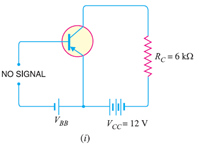 R_C = 6 kΩ
NO SIGNAL
V_BB
V_CC = 12 V
(i)